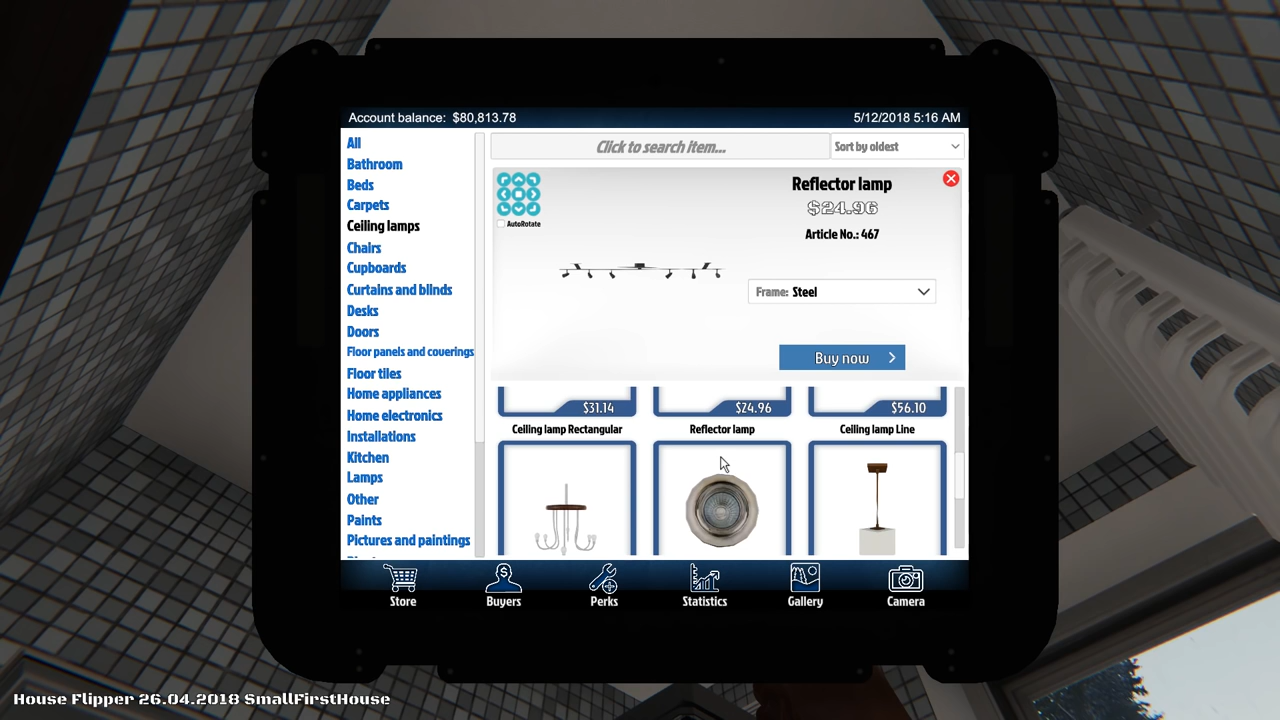 Account balance: $80,813.78
5/12/2018 5:16 AM
All
Bathroom
Beds
Carpets
Ceiling lamps
Chairs
Cupboards
Curtains and blinds
Desks
Doors
Floor panels and coverings
Floor tiles
Home appliances
Home electronics
Installations
Kitchen
Lamps
Other
Paints
Pictures and paintings
Click to search item...
Sort by oldest
AutoRotate
Reflector lamp
$24.96
Article No.: 467
Frame: Steel
Buy now
$31.14
$24.96
$56.10
Ceiling lamp Rectangular
Reflector lamp
Ceiling lamp Line
Store
Buyers
Perks
Statistics
Gallery
Camera
House Flipper 26.04.2018 SmallFirstHouse